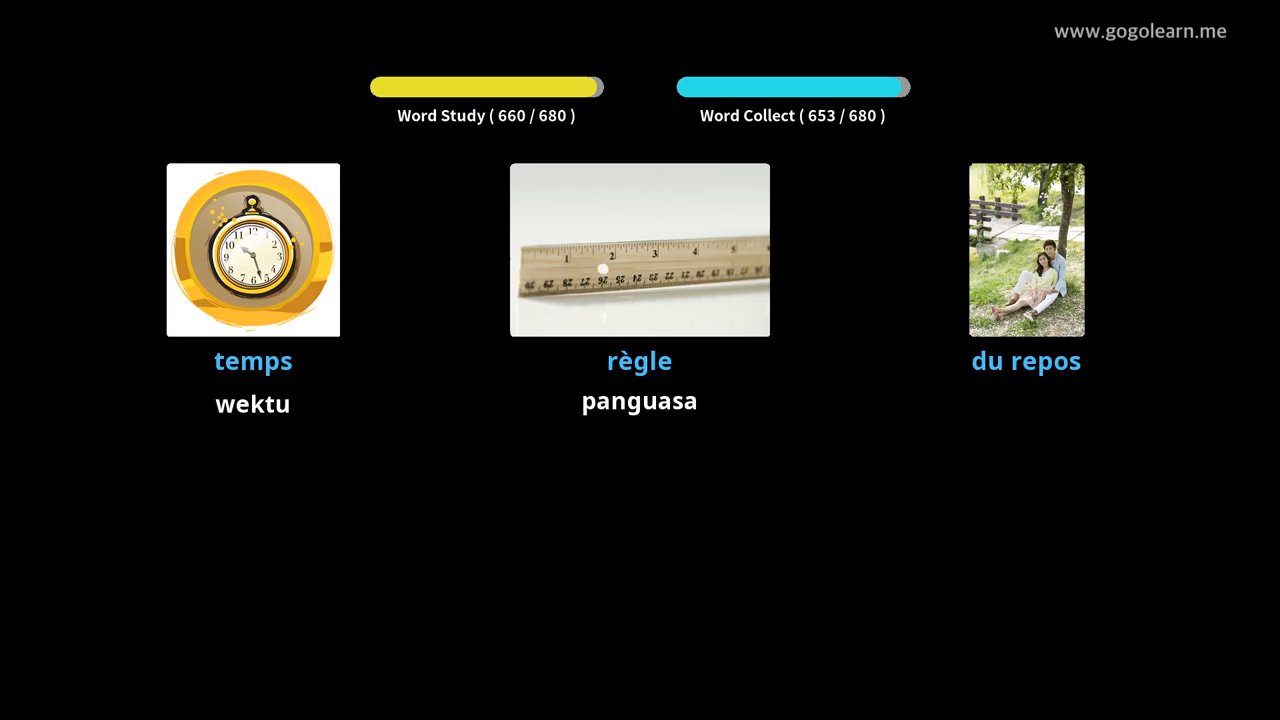 www.gogolearn.me
Word Study ( 660 / 680 )
Word Collect ( 653 / 680 )
temps
règle
du repos
wektu
panguasa